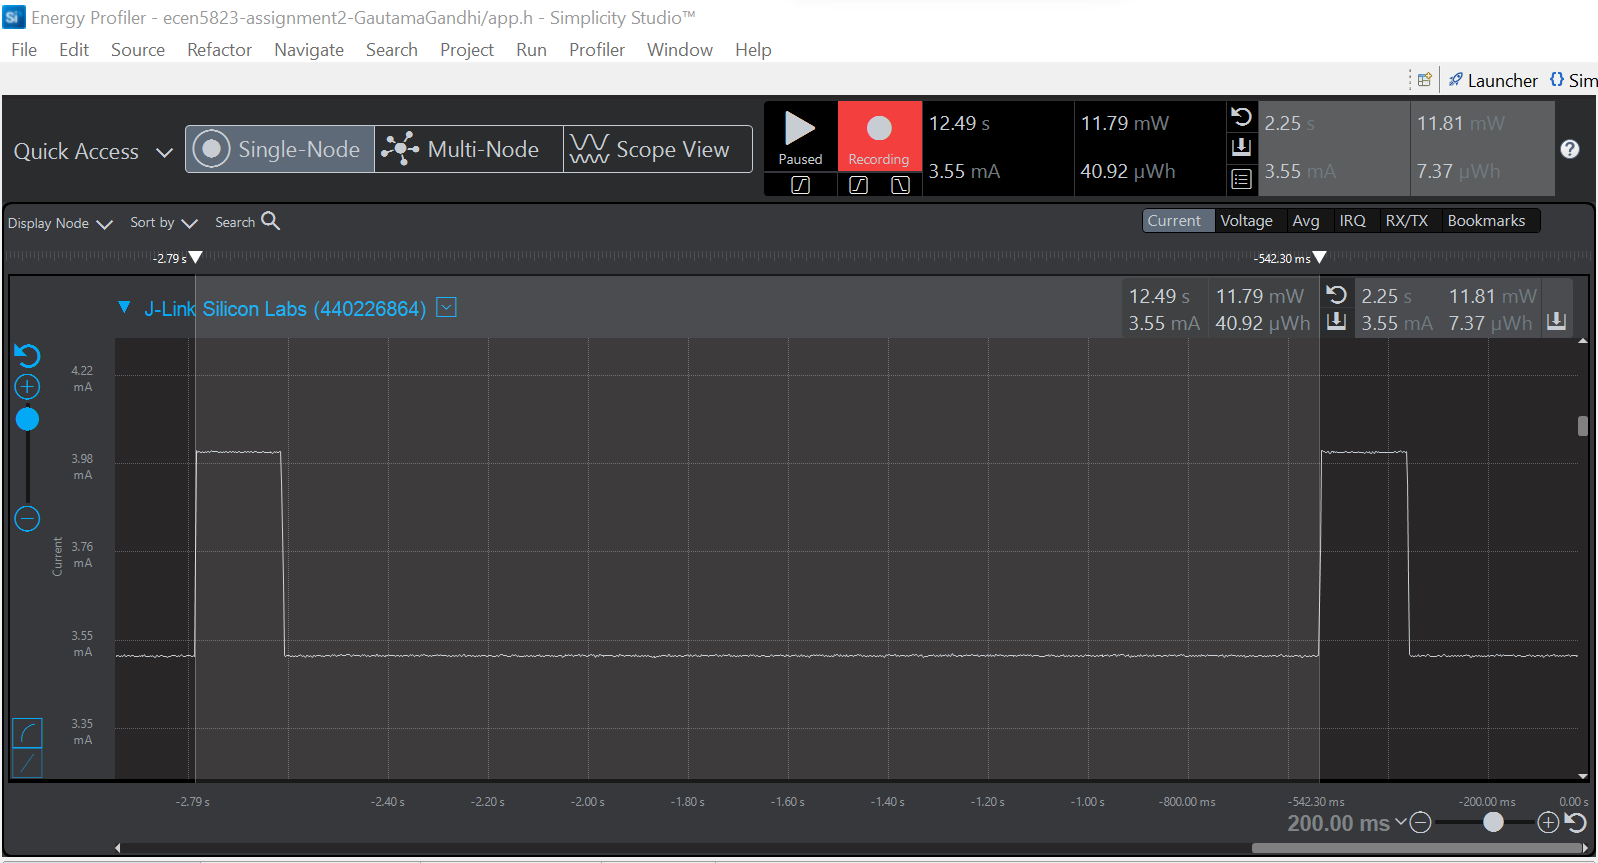 Si Energy Profiler - ecen5823-assignment2-GautamaGandhi/app.h - Simplicity Studio™
File Edit Source Refactor Navigate Search Project Run Profiler Window Help
Launcher {} Sim
Quick Access Single-Node Multi-Node Scope View
Paused Recording
12.49 s 11.79 mW 2.25 s 11.81 mW
3.55 mA 40.92 µWh 3.55 mA 7.37 µWh
?
Display Node Sort by Search Current Voltage Avg IRQ RX/TX Bookmarks
-2.79 s -542.30 ms
J-Link Silicon Labs (440226864)
12.49 s 11.79 mW 2.25 s 11.81 mW
3.55 mA 40.92 µWh 3.55 mA 7.37 µWh
4.22
mA
3.98
mA
3.76
mA
Current
3.55
mA
3.35
mA
-2.79 s -2.40 s -2.20 s -2.00 s -1.80 s -1.60 s -1.40 s -1.20 s -1.00 s -800.00 ms -542.30 ms -200.00 ms 0.00 s
200.00 ms